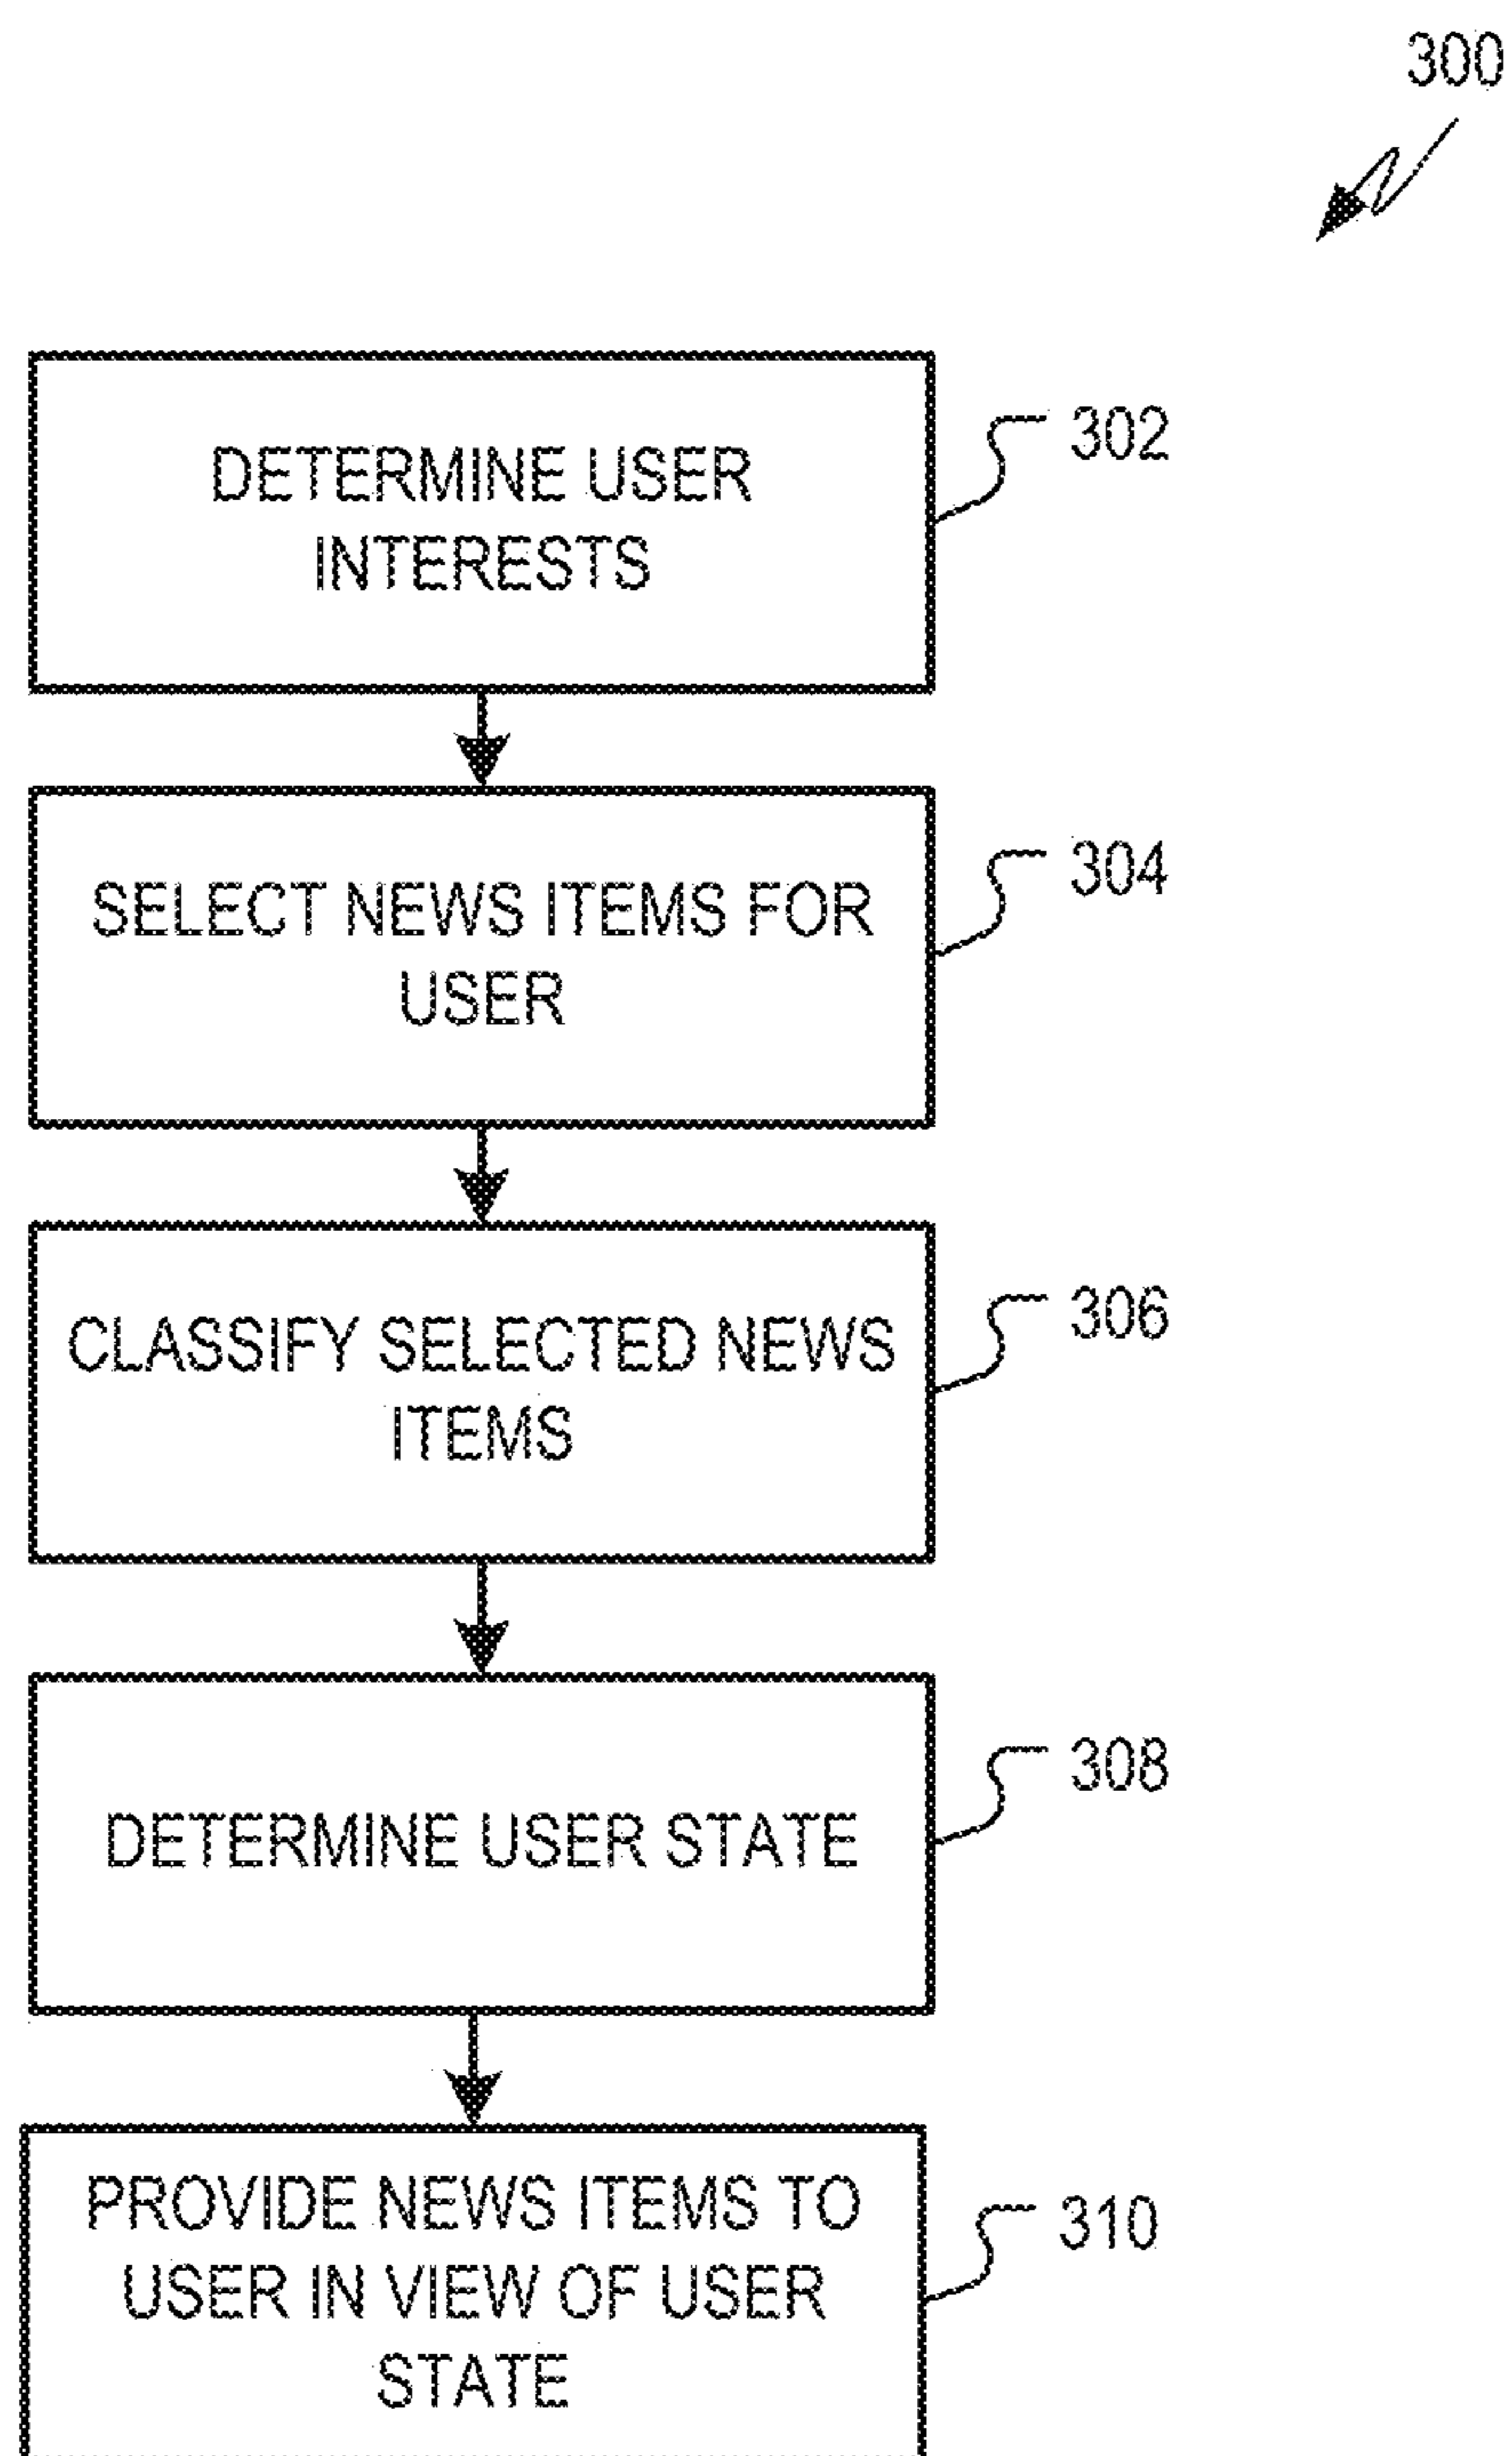 300
DETERMINE USER
INTERESTS
302
SELECT NEWS ITEMS FOR
USER
304
CLASSIFY SELECTED NEWS
ITEMS
306
DETERMINE USER STATE
308
PROVIDE NEWS ITEMS TO
USER IN VIEW OF USER
STATE
310